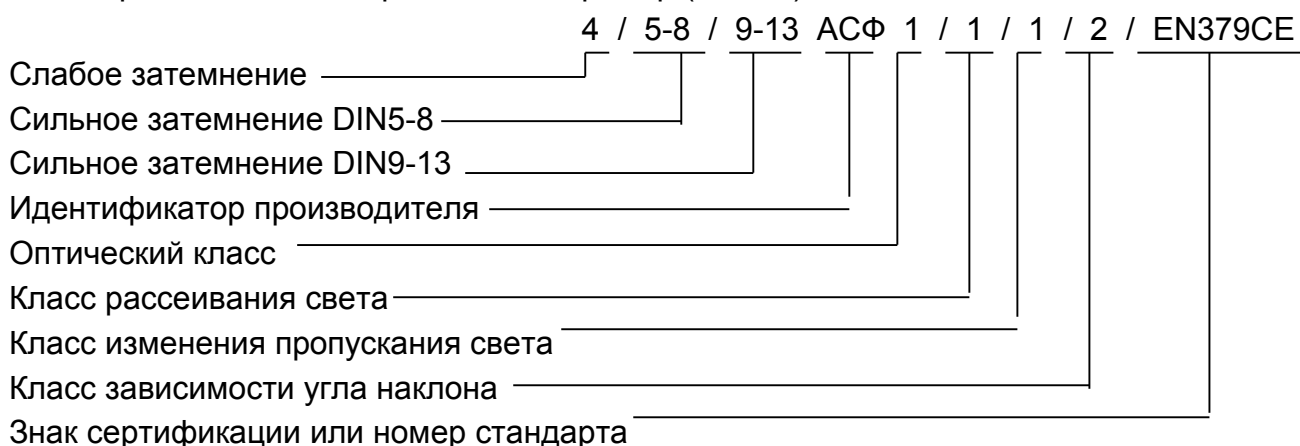 4 / 5-8 / 9-13 АСФ 1 / 1 / 1 / 2 / EN379CE
Слабое затемнение
Сильное затемнение DIN5-8
Сильное затемнение DIN9-13
Идентификатор производителя
Оптический класс
Класс рассеивания света
Класс изменения пропускания света
Класс зависимости угла наклона
Знак сертификации или номер стандарта